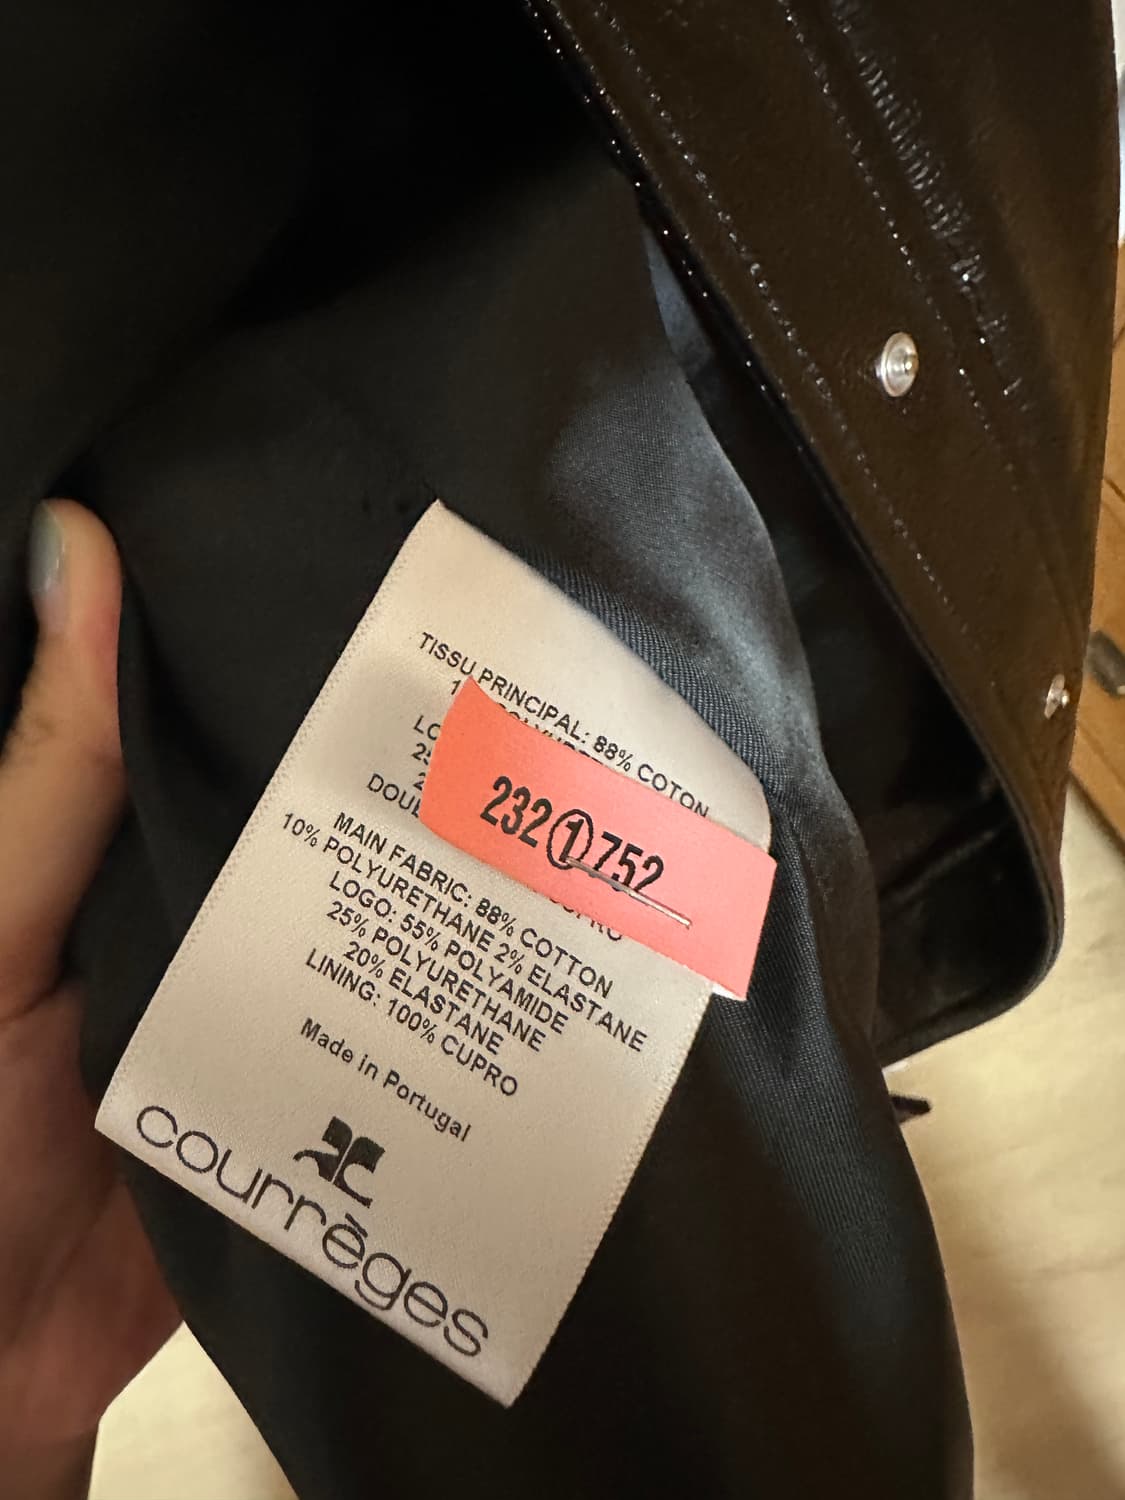 TISSU PRINCIPAL: 88% COTON
232 1 752
MAIN FABRIC: 88% COTTON
10% POLYURETHANE 2% ELASTANE
LOGO: 55% POLYAMIDE
25% POLYURETHANE
20% ELASTANE
LINING: 100% CUPRO
Made in Portugal
courrèges